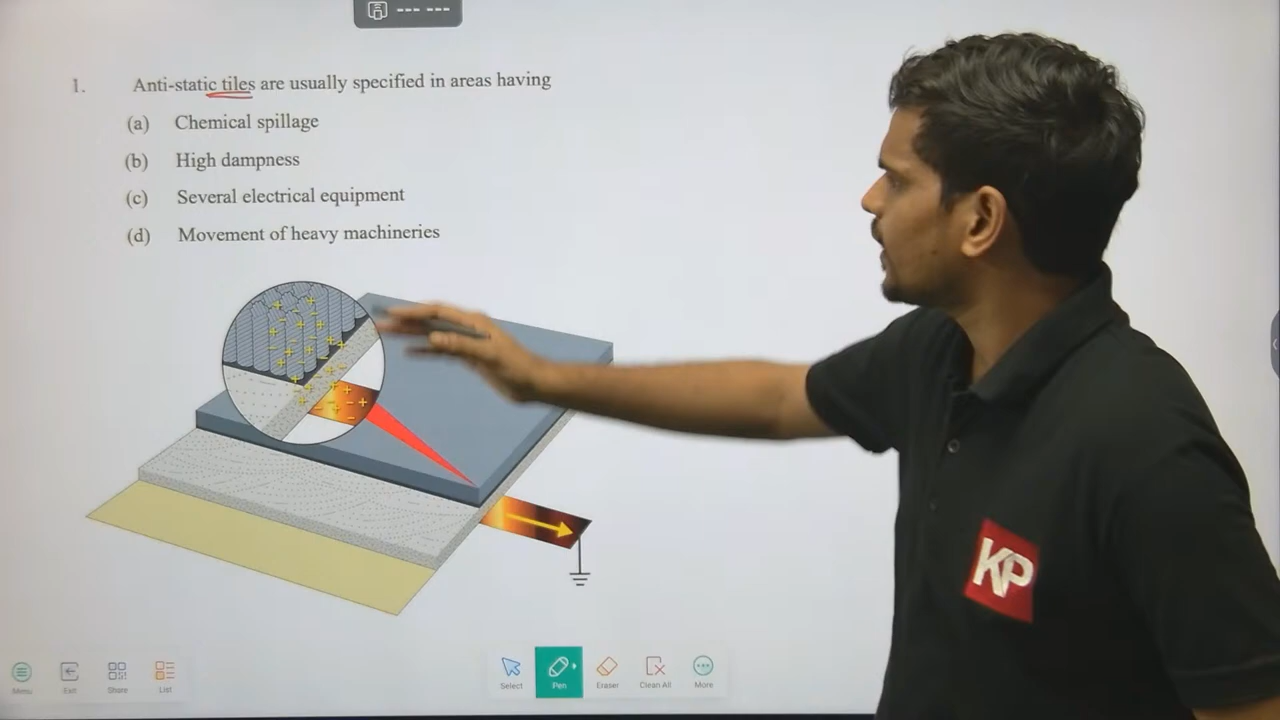 1. Anti-static tiles are usually specified in areas having
(a) Chemical spillage
(b) High dampness
(c) Several electrical equipment
(d) Movement of heavy machineries
KP
Menu Exit Share List Select Pen Eraser Clean All More